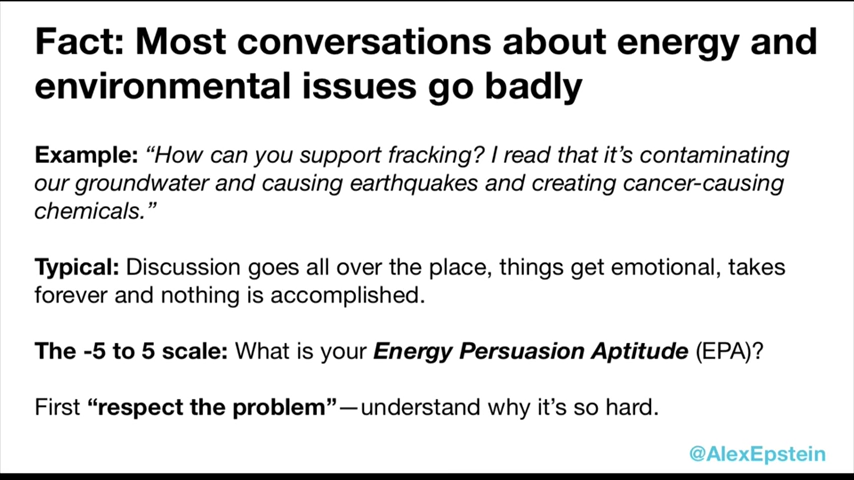 Fact: Most conversations about energy and
environmental issues go badly
Example: “How can you support fracking? I read that it’s contaminating
our groundwater and causing earthquakes and creating cancer-causing
chemicals.”
Typical: Discussion goes all over the place, things get emotional, takes
forever and nothing is accomplished.
The -5 to 5 scale: What is your Energy Persuasion Aptitude (EPA)?
First “respect the problem”—understand why it’s so hard.
@AlexEpstein